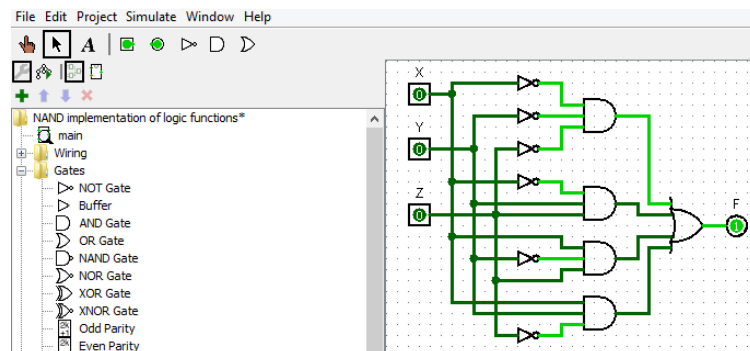 File Edit Project Simulate Window Help
A
NAND implementation of logic functions*
main
Wiring
Gates
NOT Gate
Buffer
AND Gate
OR Gate
NAND Gate
NOR Gate
XOR Gate
XNOR Gate
Odd Parity
Even Parity
X
0
Y
0
Z
0
F
1